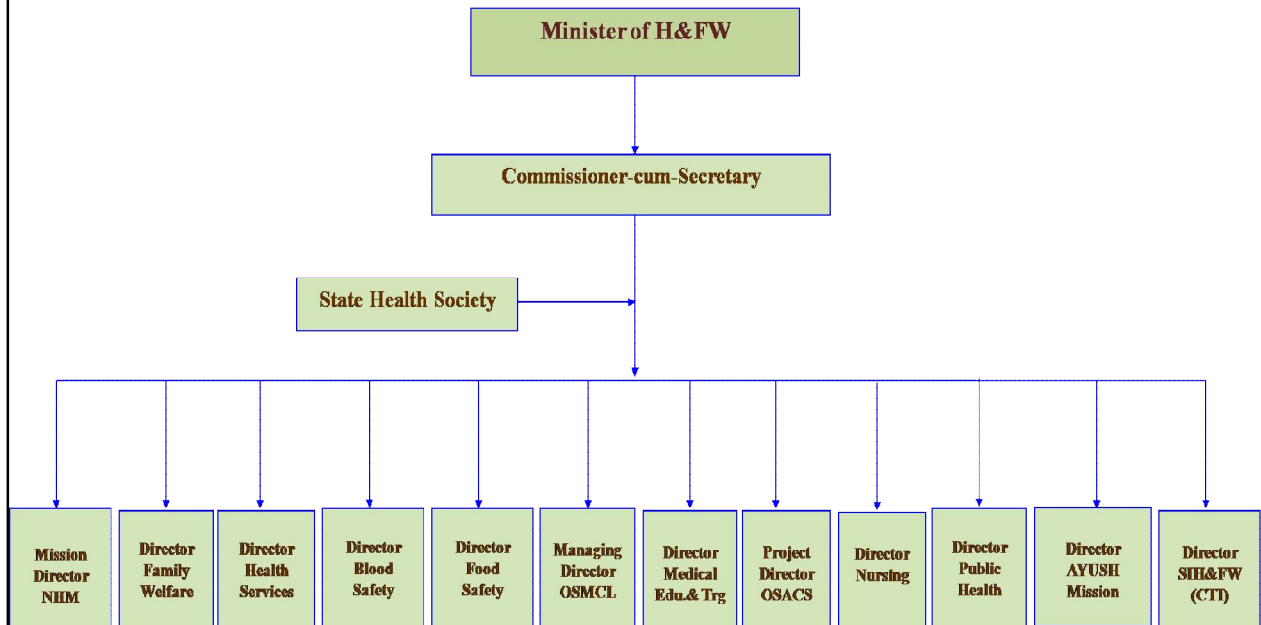 Minister of H&FW
Commissioner-cum-Secretary
State Health Society
Mission
Director
NHM
Director
Family
Welfare
Director
Health
Services
Director
Blood
Safety
Director
Food
Safety
Managing
Director
OSMCL
Director
Medical
Edu.& Trg
Project
Director
OSACS
Director
Nursing
Director
Public
Health
Director
AYUSH
Mission
Director
SIH&FW
(CTI)